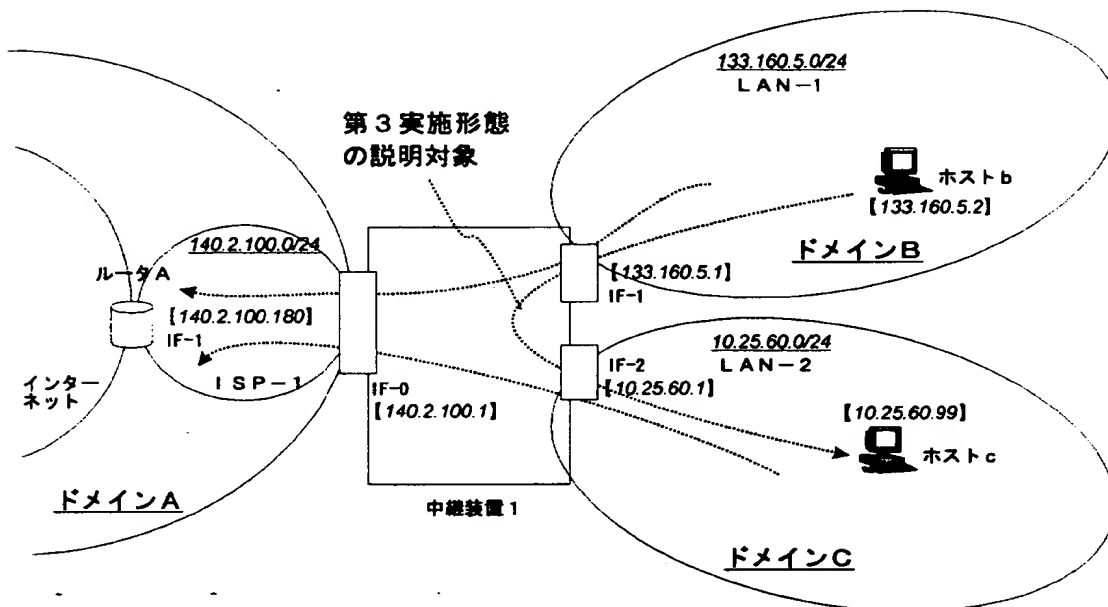 133.160.5.0/24
LAN-1
第3実施形態
の説明対象
ホストb
【133.160.5.2】
140.2.100.0/24
ドメインB
ルータA
【133.160.5.1】
IF-1
【140.2.100.180】
IF-1
10.25.60.0/24
LAN-2
IF-2
【10.25.60.1】
インター
ネット
ISP-1
IF-0
【140.2.100.1】
【10.25.60.99】
ホストc
ドメインA
中継装置1
ドメインC